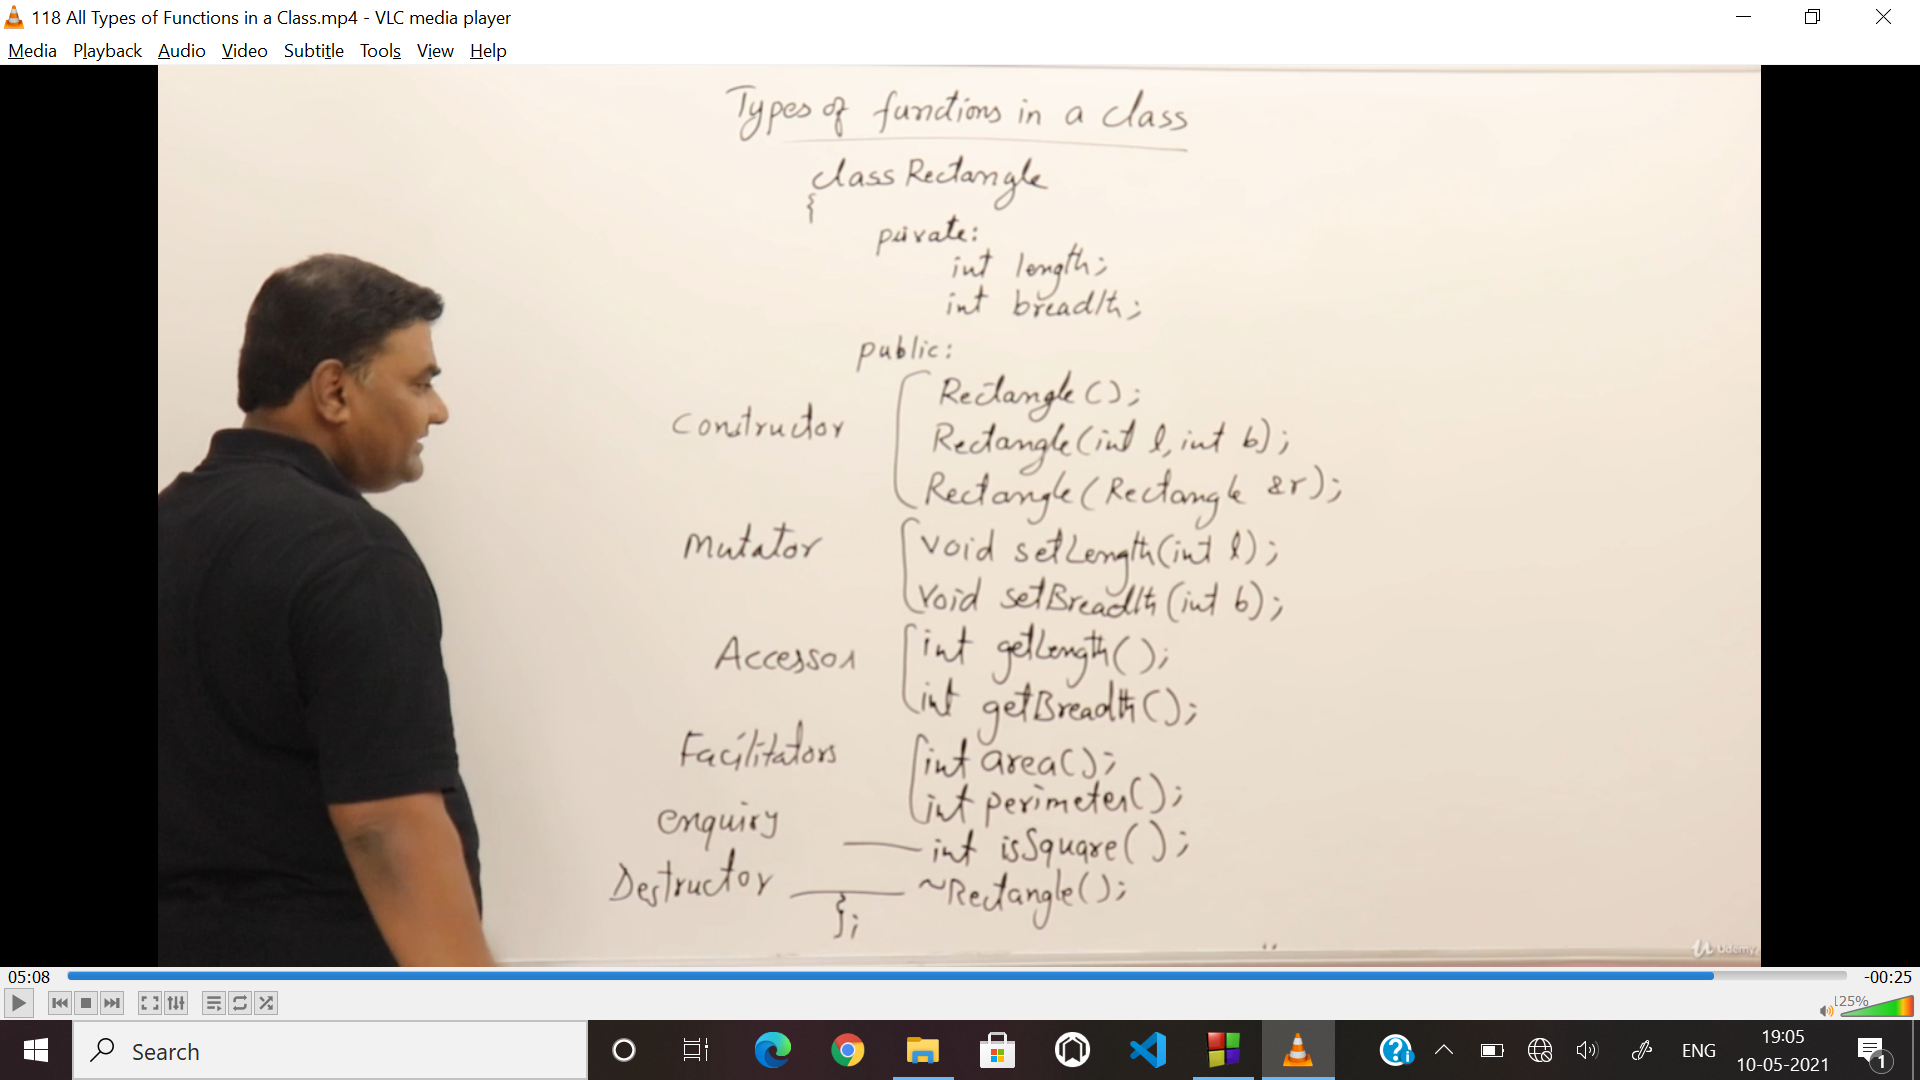 118 All Types of Functions in a Class.mp4 - VLC media player
Media Playback Audio Video Subtitle Tools View Help
Types of functions in a class
class Rectangle
{
private:
int length;
int breadth;
public:
Constructor Rectangle();
Rectangle(int l, int b);
Rectangle(Rectangle &r);
Mutator void setLength(int l);
void setBreadth(int b);
Accessor int getLength();
int getBreadth();
Facilitators int area();
int perimeter();
enquiry int isSquare();
Destructor ~Rectangle();
};
Udemy
05:08 -00:25
125%
Search
ENG
19:05
10-05-2021
1